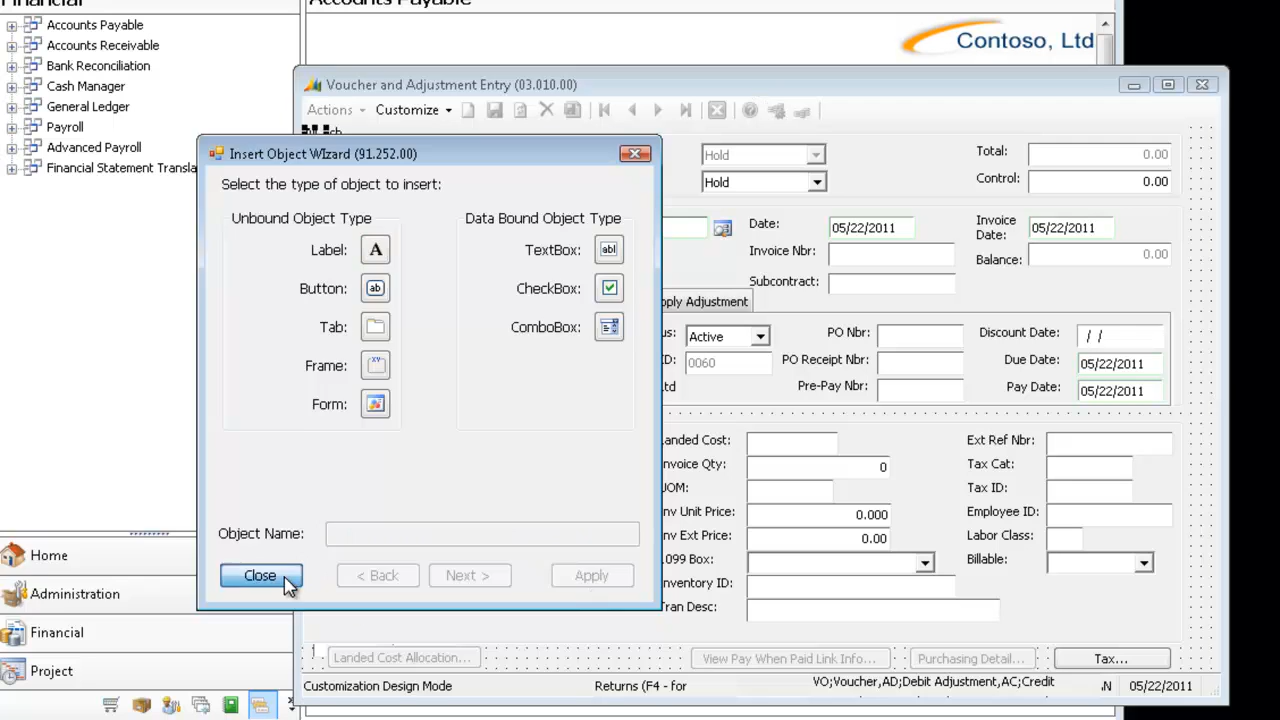 Financial
Accounts Payable
Accounts Receivable
Bank Reconciliation
Cash Manager
General Ledger
Payroll
Advanced Payroll
Financial Statement Transla
Home
Administration
Financial
Project
Accounts Payable
Contoso, Ltd
Voucher and Adjustment Entry (03.010.00)
Actions Customize
Insert Object WIzard (91.252.00)
Select the type of object to insert:
Unbound Object Type Data Bound Object Type
Label: A TextBox: abl
Button: ab CheckBox:
Tab: ComboBox:
Frame: XY
Form:
Object Name:
Close < Back Next > Apply
Hold Total: 0.00
Hold Control: 0.00
Date: 05/22/2011 Invoice Date: 05/22/2011
Invoice Nbr: Balance: 0.00
Subcontract:
pply Adjustment
us: Active PO Nbr: Discount Date: / /
ID: 0060 PO Receipt Nbr: Due Date: 05/22/2011
Ltd Pre-Pay Nbr: Pay Date: 05/22/2011
anded Cost: Ext Ref Nbr:
nvoice Qty: 0 Tax Cat:
UOM: Tax ID:
nv Unit Price: 0.000 Employee ID:
nv Ext Price: 0.00 Labor Class:
.099 Box: Billable:
nventory ID:
Tran Desc:
Landed Cost Allocation... View Pay When Paid Link Info... Purchasing Detail... Tax...
Customization Design Mode Returns (F4 - for VO;Voucher,AD;Debit Adjustment,AC;Credit 05/22/2011